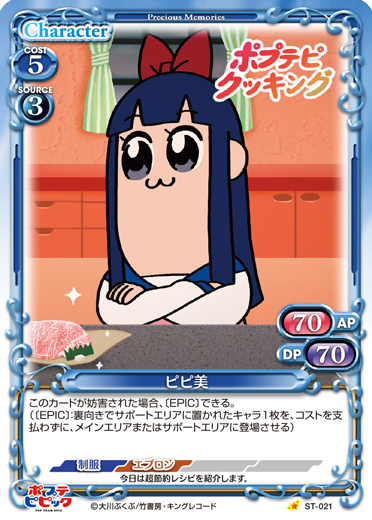 Precious Memories
Character
COST
5
SOURCE
3
ポプテピ
クッキング
70 AP
DP 70
ピピ美
このカードが妨害された場合、〔EPIC〕できる。
(〔EPIC〕:裏向きでサポートエリアに置かれたキャラ1枚を、コストを支
払わずに、メインエリアまたはサポートエリアに登場させる)
制服 エプロン
今日は超節約レシピを紹介します。
ポプテ
ピピック
POP TEAM EPIC
©大川ぶくぶ/竹書房・キングレコード
ST-021